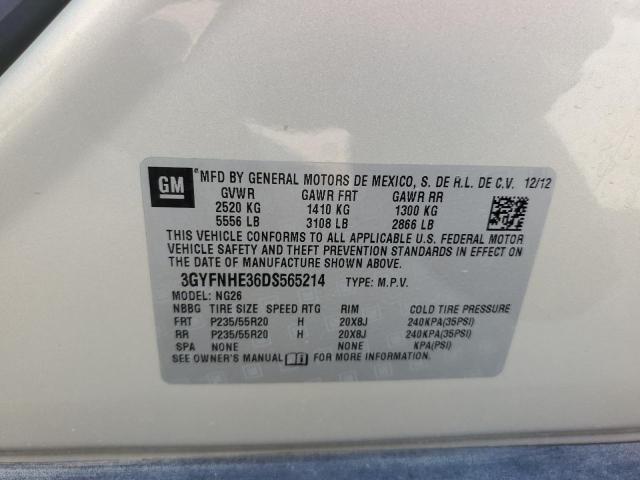 GM ®MFD BY GENERAL MOTORS DE MEXICO, S. DE R.L. DE C.V. 12/12
GVWR GAWR FRT GAWR RR
2520 KG 1410 KG 1300 KG
5556 LB 3108 LB 2866 LB
THIS VEHICLE CONFORMS TO ALL APPLICABLE U.S. FEDERAL MOTOR
VEHICLE SAFETY AND THEFT PREVENTION STANDARDS IN EFFECT ON
THE DATE OF MANUFACTURE SHOWN ABOVE.
3GYFNHE36DS565214 TYPE: M.P.V.
MODEL: NG26
NBBG TIRE SIZE SPEED RTG RIM COLD TIRE PRESSURE
FRT P235/55R20 H 20X8J 240KPA(35PSI)
RR P235/55R20 H 20X8J 240KPA(35PSI)
SPA NONE NONE KPA(PSI)
SEE OWNER'S MANUAL FOR MORE INFORMATION.